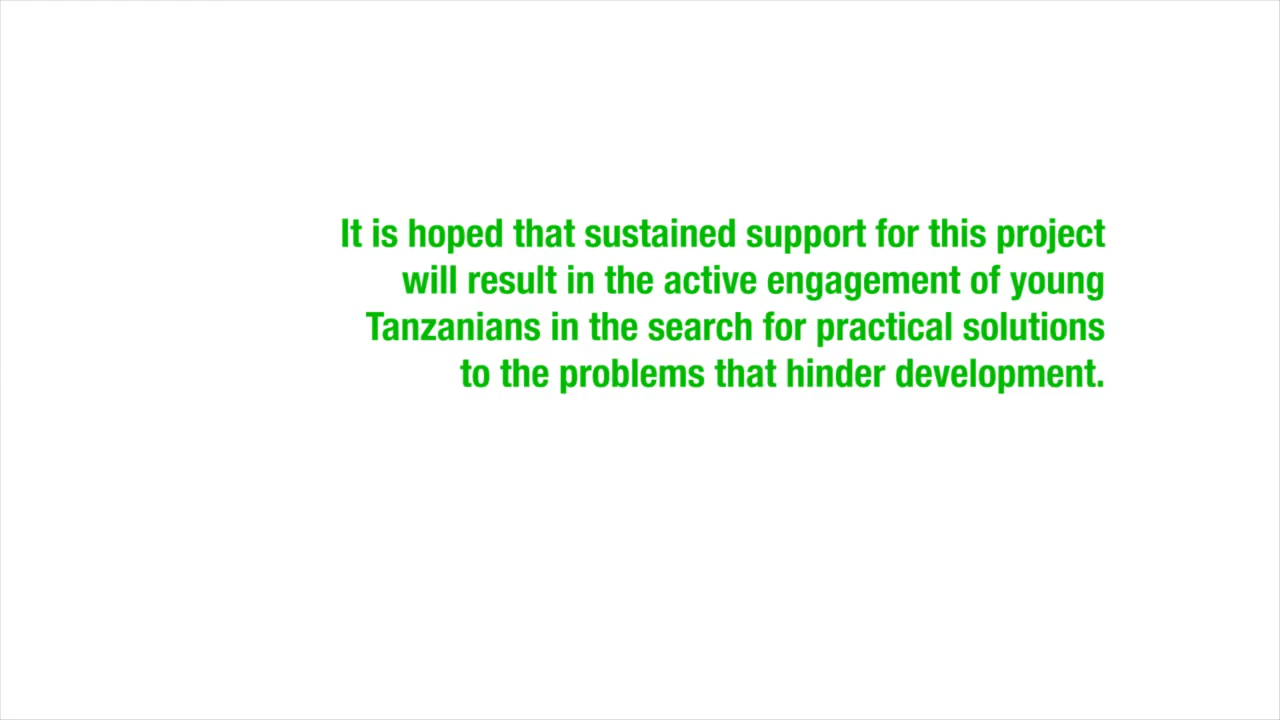 It is hoped that sustained support for this project
will result in the active engagement of young
Tanzanians in the search for practical solutions
to the problems that hinder development.